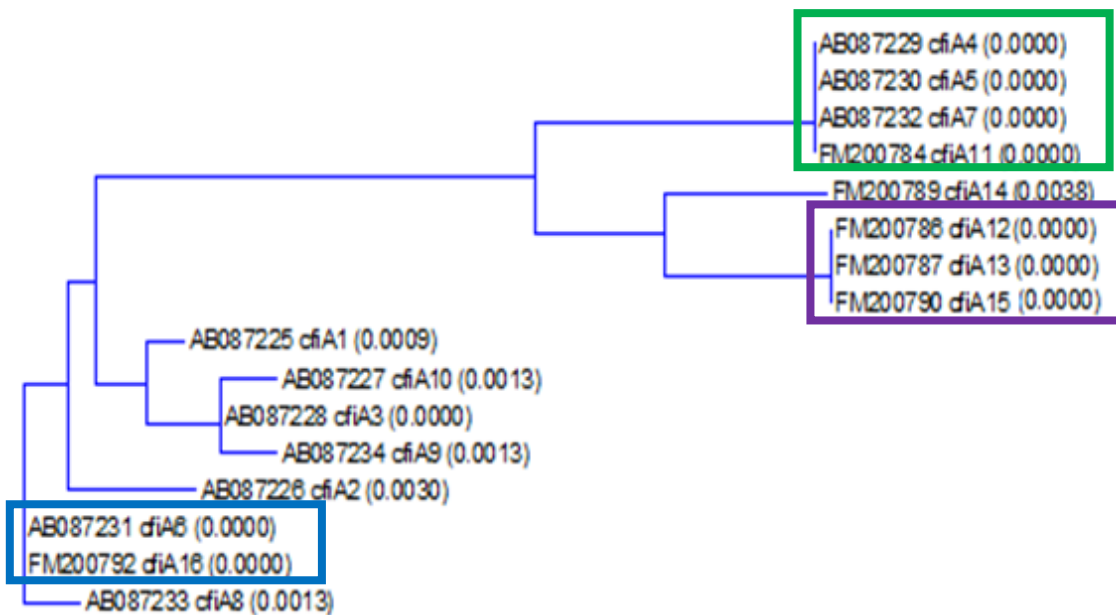 AB087229 cfiA4 (0.0000)
AB087230 cfiA5 (0.0000)
AB087232 cfiA7 (0.0000)
FM200784 cfiA11 (0.0000)
FM200789 cfiA14 (0.0038)
FM200786 cfiA12 (0.0000)
FM200787 cfiA13 (0.0000)
FM200790 cfiA15 (0.0000)
AB087225 cfiA1 (0.0009)
AB087227 cfiA10 (0.0013)
AB087228 cfiA3 (0.0000)
AB087234 cfiA9 (0.0013)
AB087226 cfiA2 (0.0030)
AB087231 cfiA6 (0.0000)
FM200792 cfiA16 (0.0000)
AB087233 cfiA8 (0.0013)